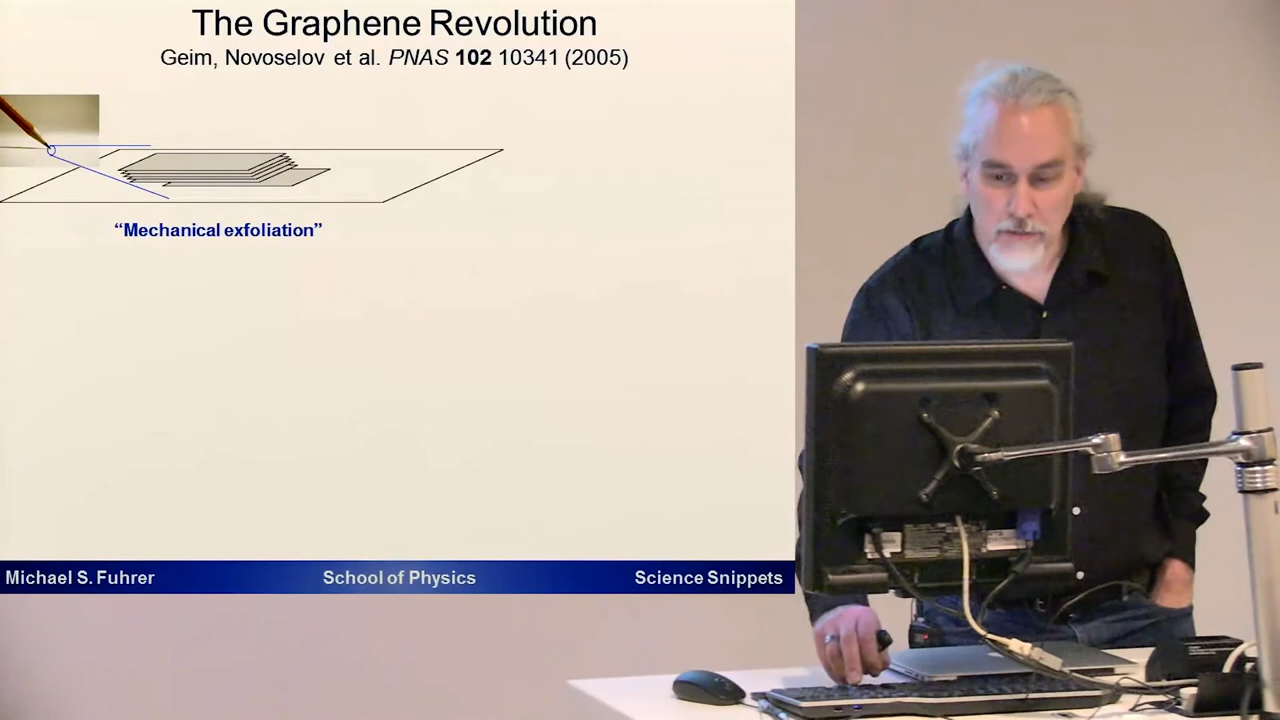 The Graphene Revolution
Geim, Novoselov et al. PNAS 102 10341 (2005)
“Mechanical exfoliation”
Michael S. Fuhrer School of Physics Science Snippets